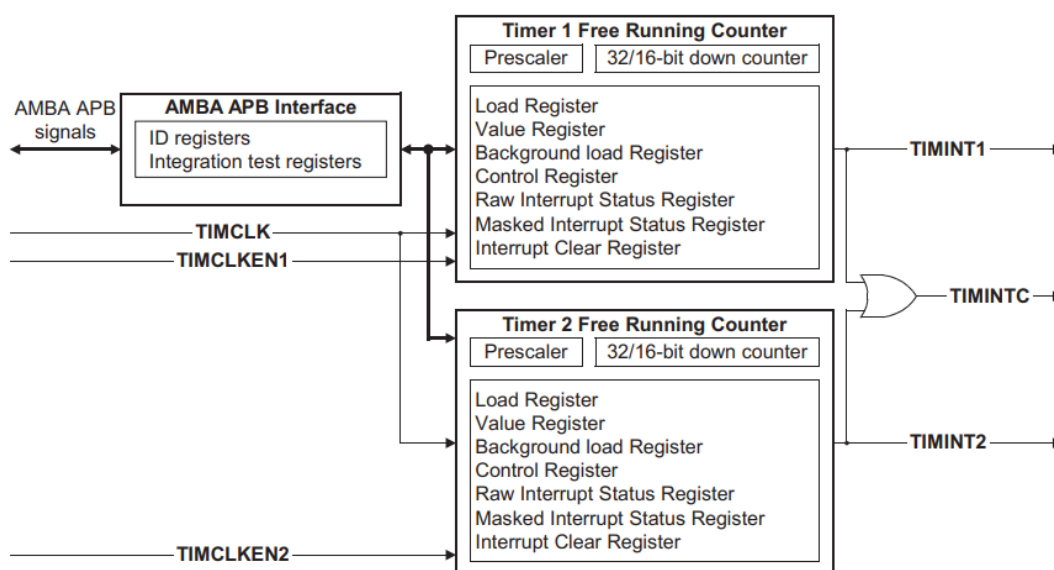 Timer 1 Free Running Counter
Prescaler
32/16-bit down counter
Load Register
Value Register
Background load Register
Control Register
Raw Interrupt Status Register
Masked Interrupt Status Register
Interrupt Clear Register
AMBA APB
signals
AMBA APB Interface
ID registers
Integration test registers
TIMCLK
TIMCLKEN1
TIMINT1
TIMINTC
Timer 2 Free Running Counter
Prescaler
32/16-bit down counter
Load Register
Value Register
Background load Register
Control Register
Raw Interrupt Status Register
Masked Interrupt Status Register
Interrupt Clear Register
TIMINT2
TIMCLKEN2